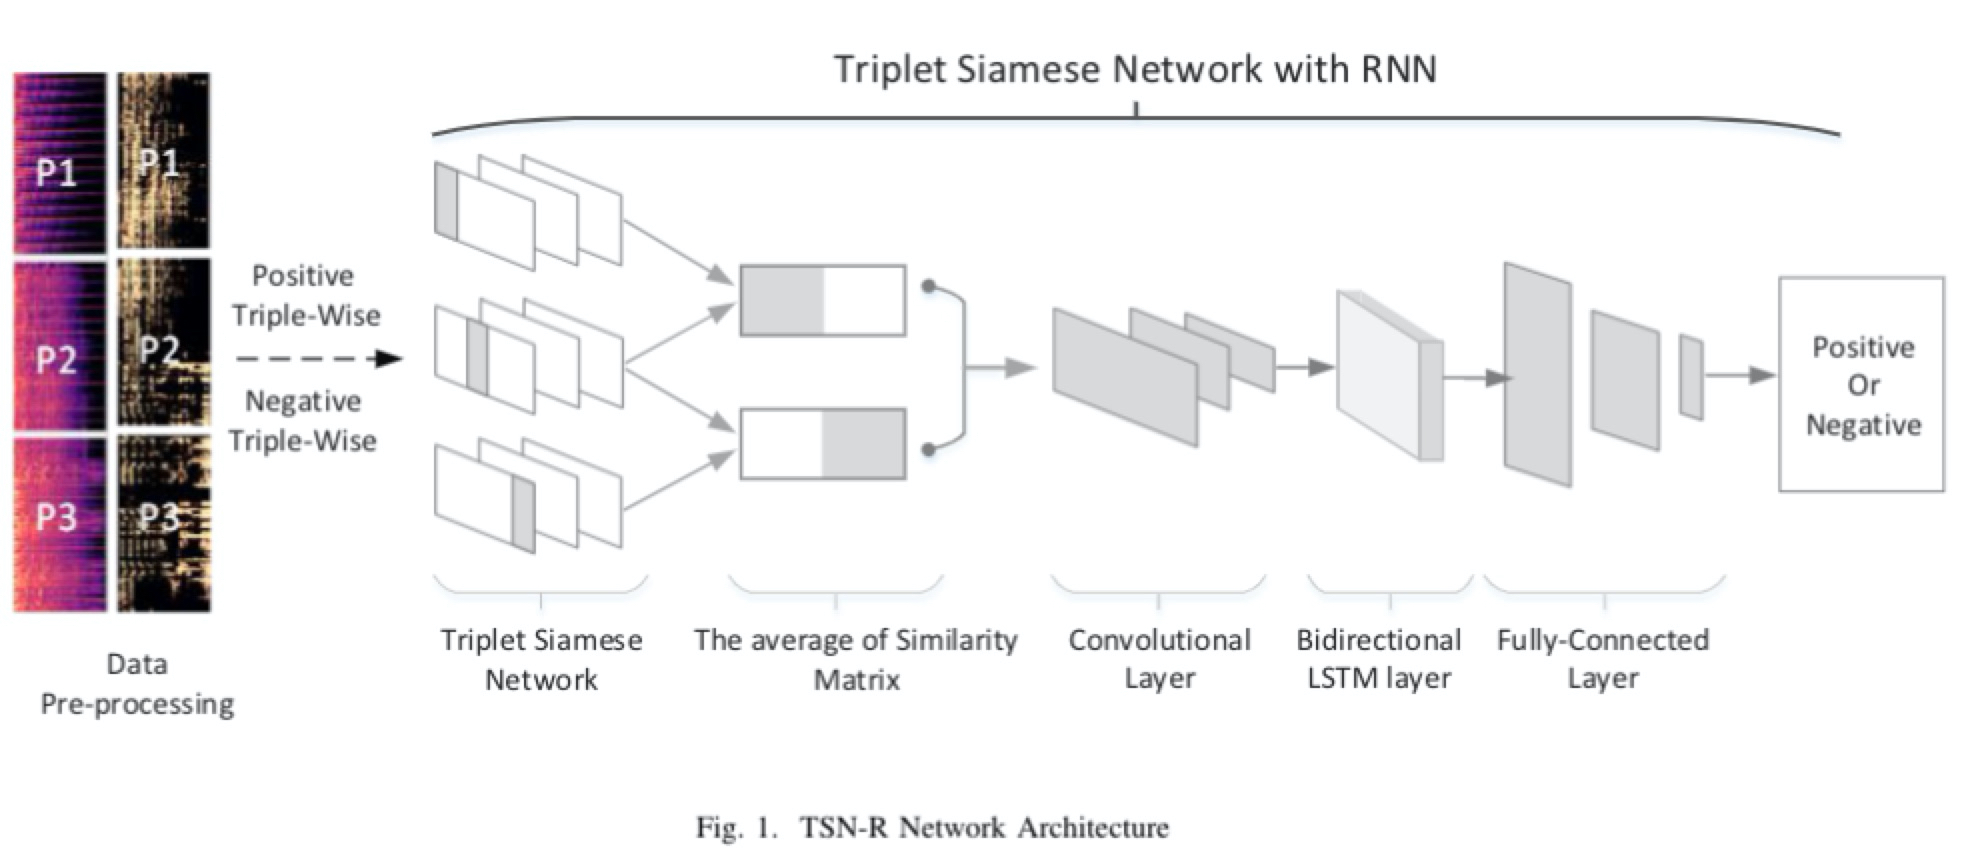 Triplet Siamese Network with RNN
P1
P1
P2
P2
P3
P3
Positive
Triple-Wise
Negative
Triple-Wise
Positive
Or
Negative
Data
Pre-processing
Triplet Siamese
Network
The average of Similarity
Matrix
Convolutional
Layer
Bidirectional
LSTM layer
Fully-Connected
Layer
Fig. 1. TSN-R Network Architecture